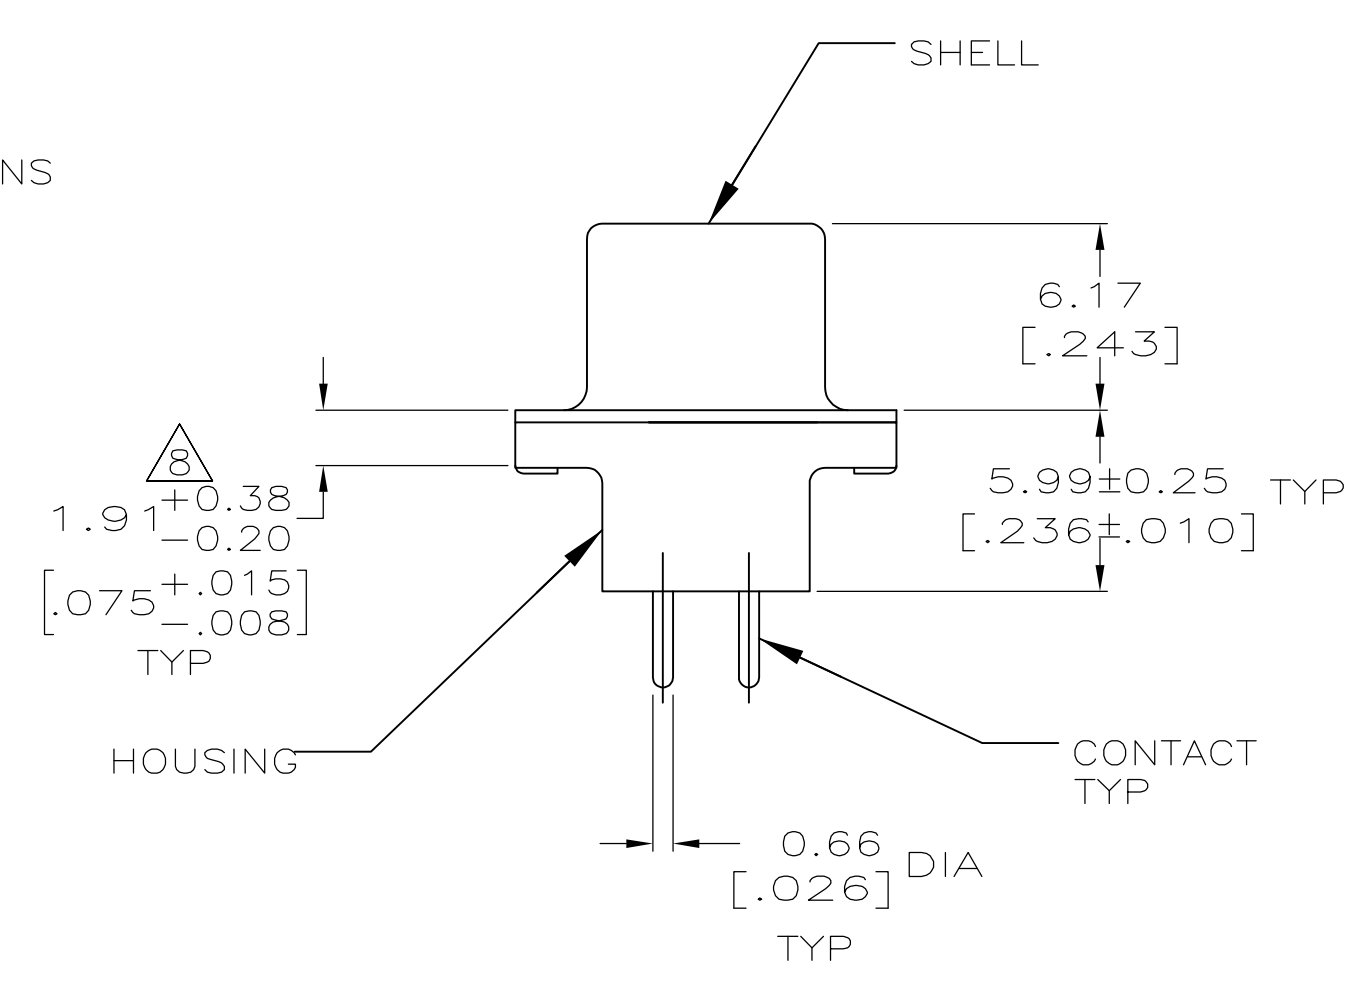 SHELL
NS
6.17
[.243]
8
1.91 +0.38
-0.20
[.075 +.015
-.008]
TYP
5.99±0.25 TYP
[.236±.010]
HOUSING
CONTACT
TYP
0.66 DIA
[.026]
TYP